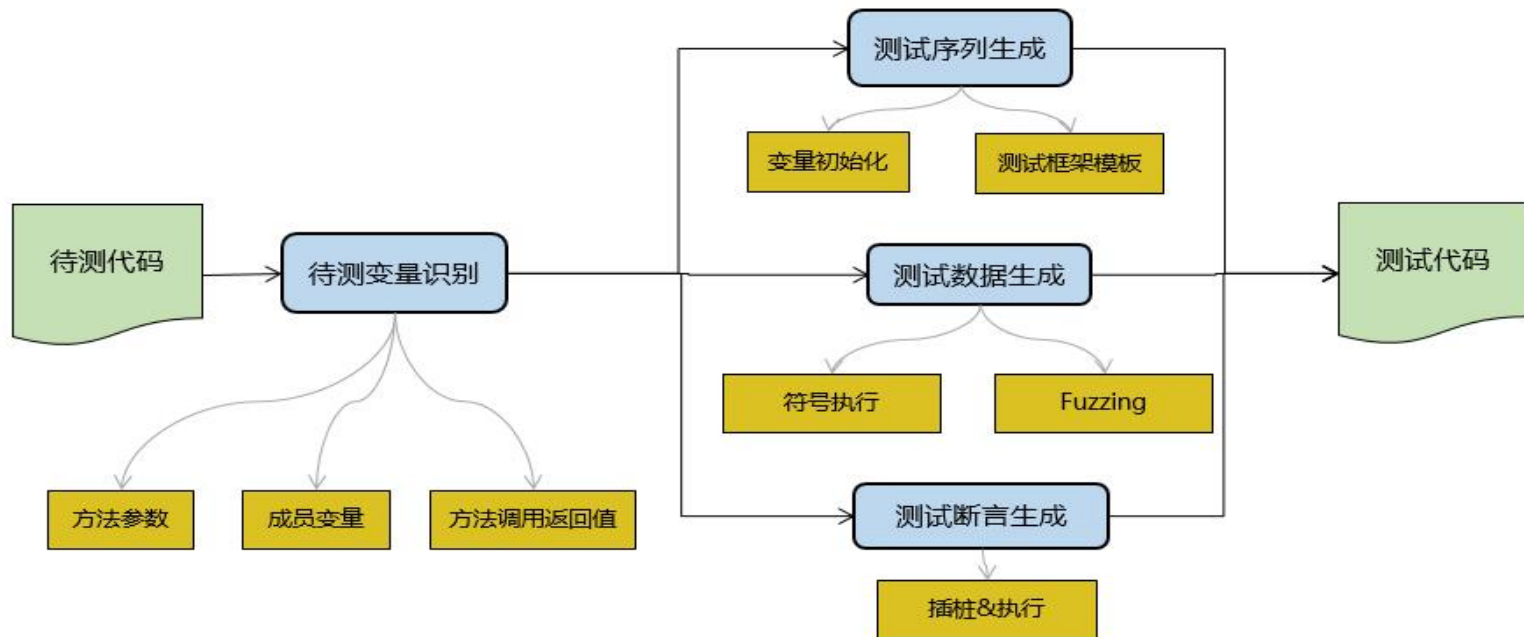 测试序列生成
变量初始化
测试框架模板
待测代码
待测变量识别
测试数据生成
测试代码
符号执行
Fuzzing
方法参数
成员变量
方法调用返回值
测试断言生成
插桩&执行